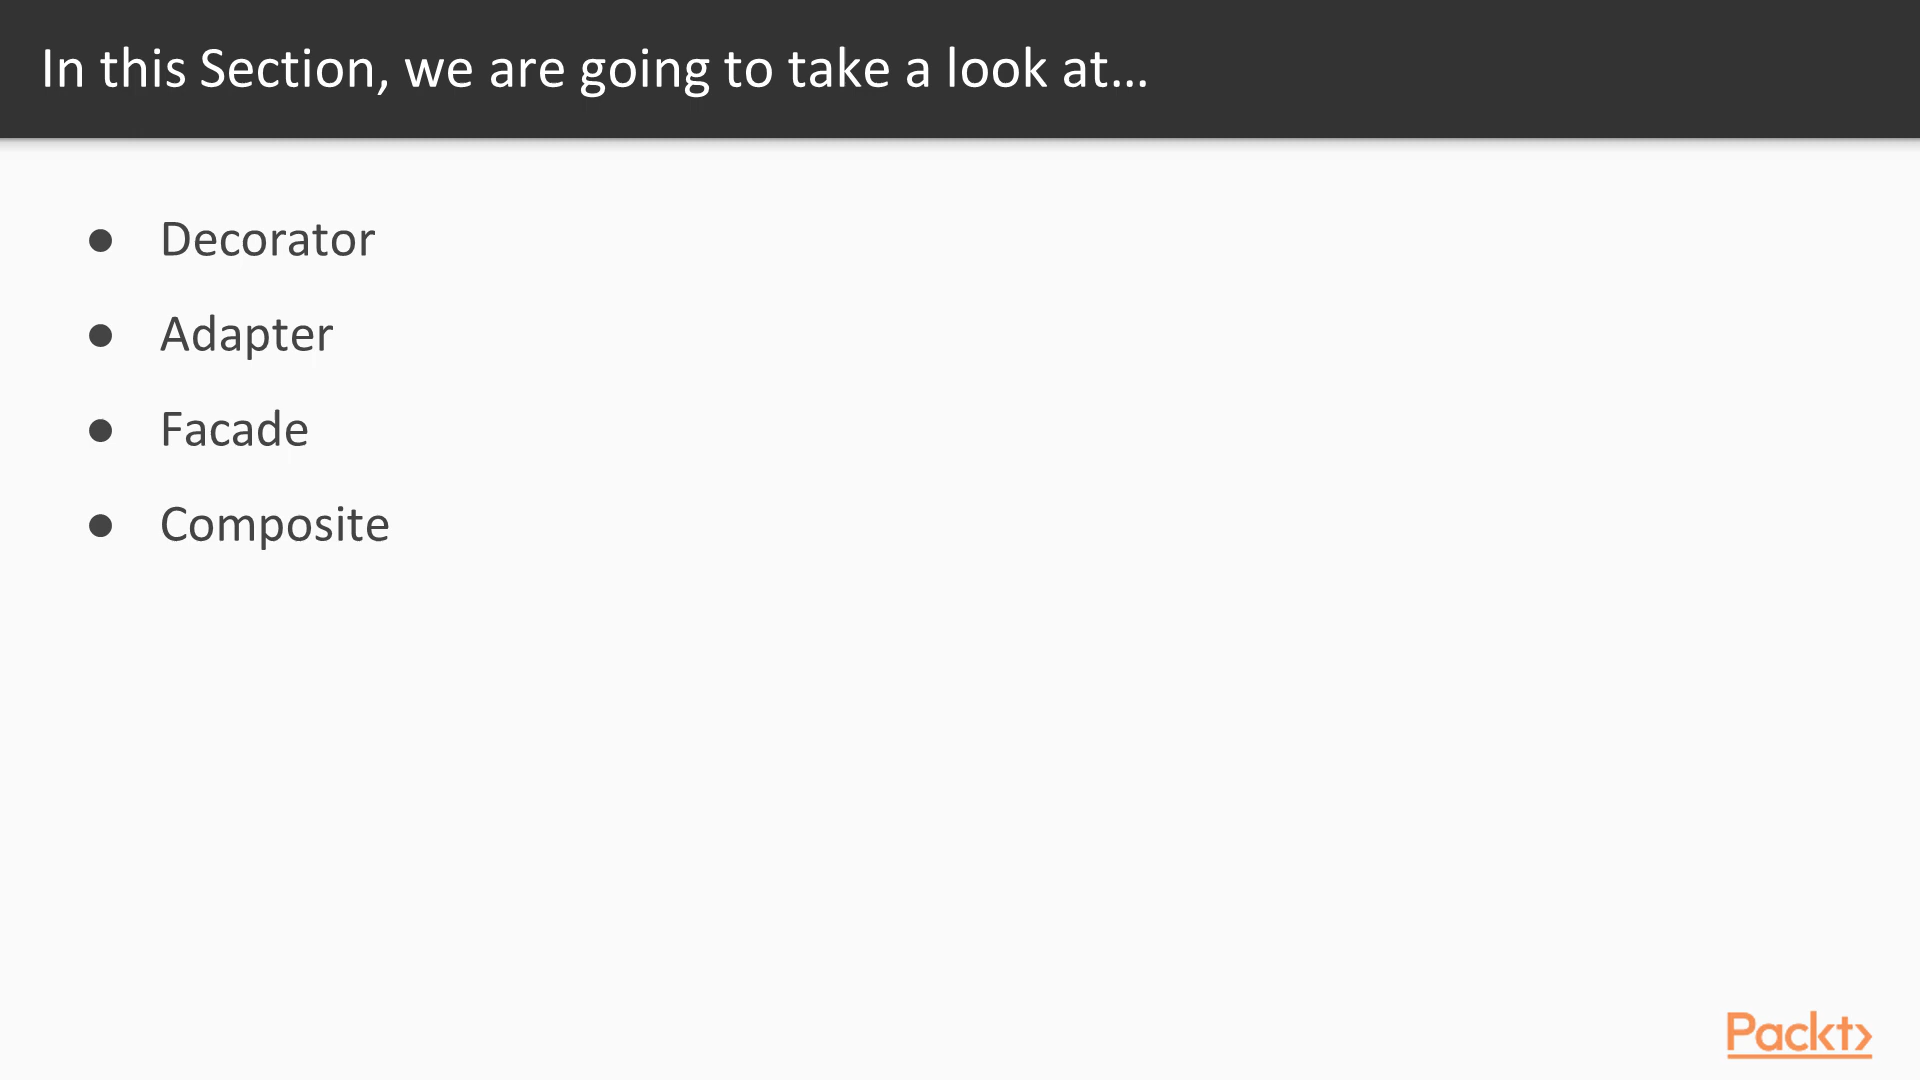 In this Section, we are going to take a look at...
● Decorator
● Adapter
● Facade
● Composite
Packt>